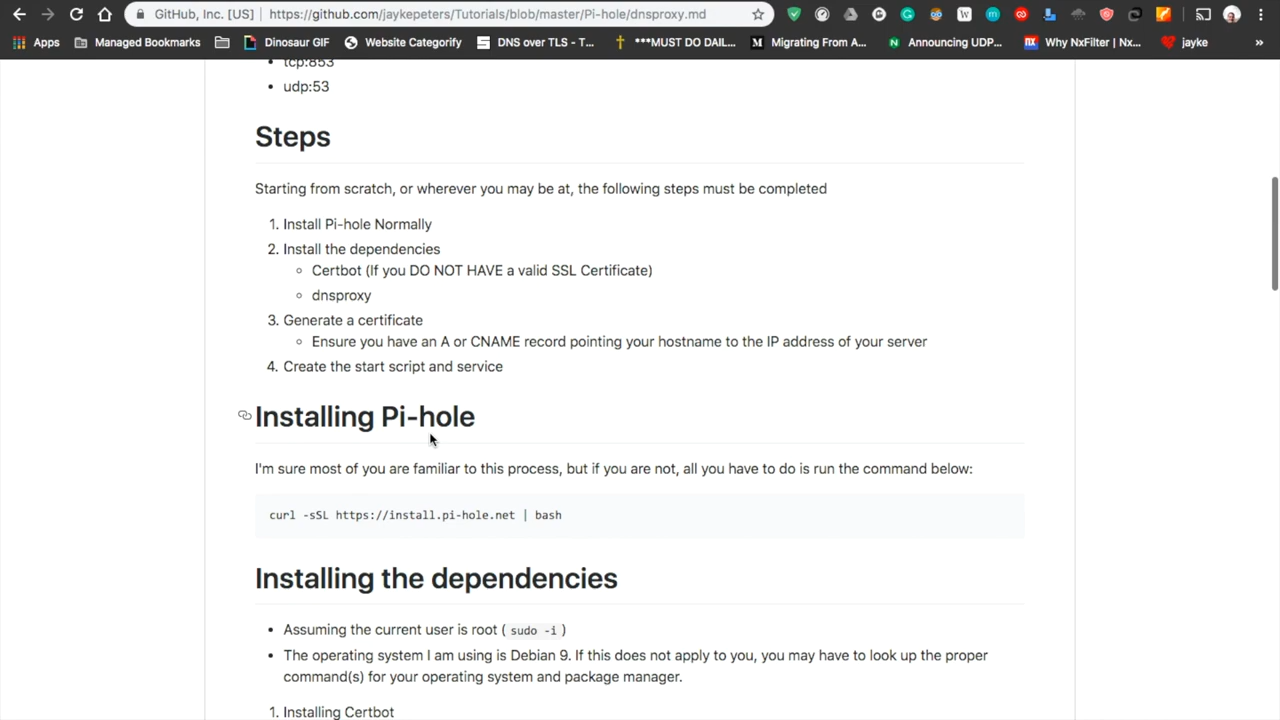 GitHub, Inc. [US] | https://github.com/jaykepeters/Tutorials/blob/master/Pi-hole/dnsproxy.md
Apps Managed Bookmarks Dinosaur GIF Website Categorify DNS over TLS - T... ***MUST DO DAIL... Migrating From A... Announcing UDP... Why NxFilter | Nx... jayke »
tcp:853
udp:53
Steps
Starting from scratch, or wherever you may be at, the following steps must be completed
1. Install Pi-hole Normally
2. Install the dependencies
Certbot (If you DO NOT HAVE a valid SSL Certificate)
dnsproxy
3. Generate a certificate
Ensure you have an A or CNAME record pointing your hostname to the IP address of your server
4. Create the start script and service
Installing Pi-hole
I'm sure most of you are familiar to this process, but if you are not, all you have to do is run the command below:
curl -sSL https://install.pi-hole.net | bash
Installing the dependencies
Assuming the current user is root ( sudo -i )
The operating system I am using is Debian 9. If this does not apply to you, you may have to look up the proper
command(s) for your operating system and package manager.
1. Installing Certbot